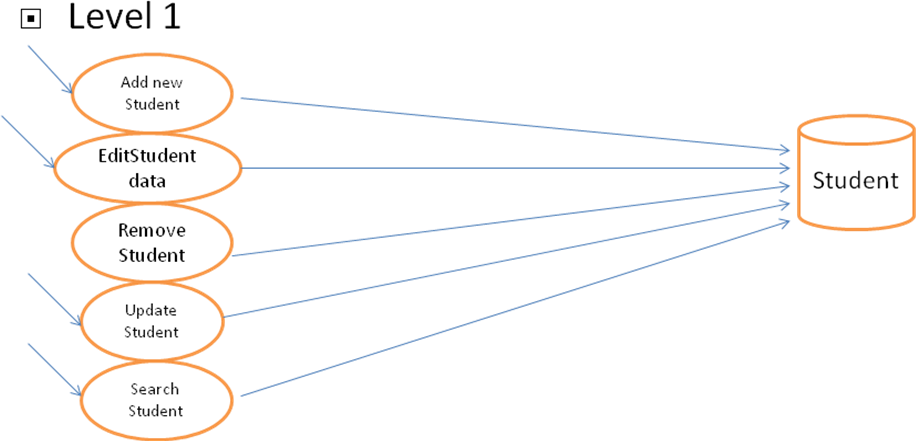 Level 1
Add new
Student
EditStudent
data
Remove
Student
Update
Student
Search
Student
Student